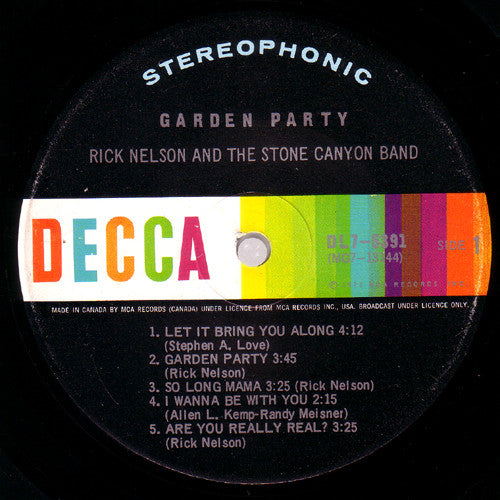 STEREOPHONIC
GARDEN PARTY
RICK NELSON AND THE STONE CANYON BAND
DECCA
SIDE 1
MADE IN CANADA BY MCA RECORDS (CANADA) UNDER LICENCE FROM MCA RECORDS INC., USA. BROADCAST UNDER LICENCE ONLY.
1. LET IT BRING YOU ALONG 4:12
(Stephen A. Love)
2. GARDEN PARTY 3:45
(Rick Nelson)
3. SO LONG MAMA 3:25 (Rick Nelson)
4. I WANNA BE WITH YOU 2:15
(Allen L. Kemp-Randy Meisner)
5. ARE YOU REALLY REAL? 3:25
(Rick Nelson)